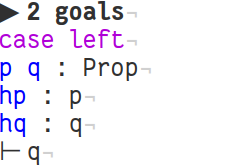 ▶ 2 goals¬
case left¬
p q : Prop¬
hp : p¬
hq : q¬
⊢ q¬